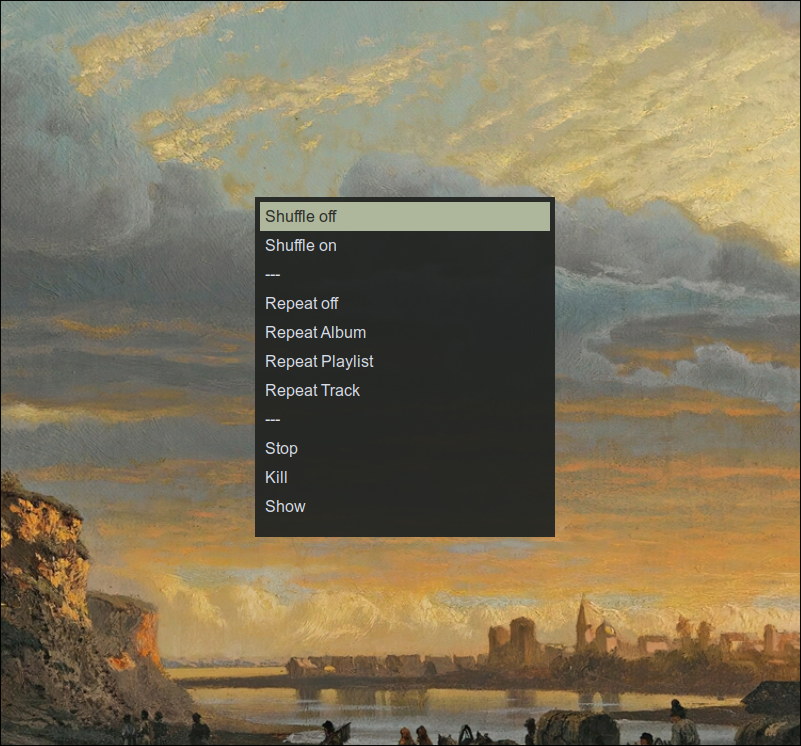 Shuffle off
Shuffle on
---
Repeat off
Repeat Album
Repeat Playlist
Repeat Track
---
Stop
Kill
Show